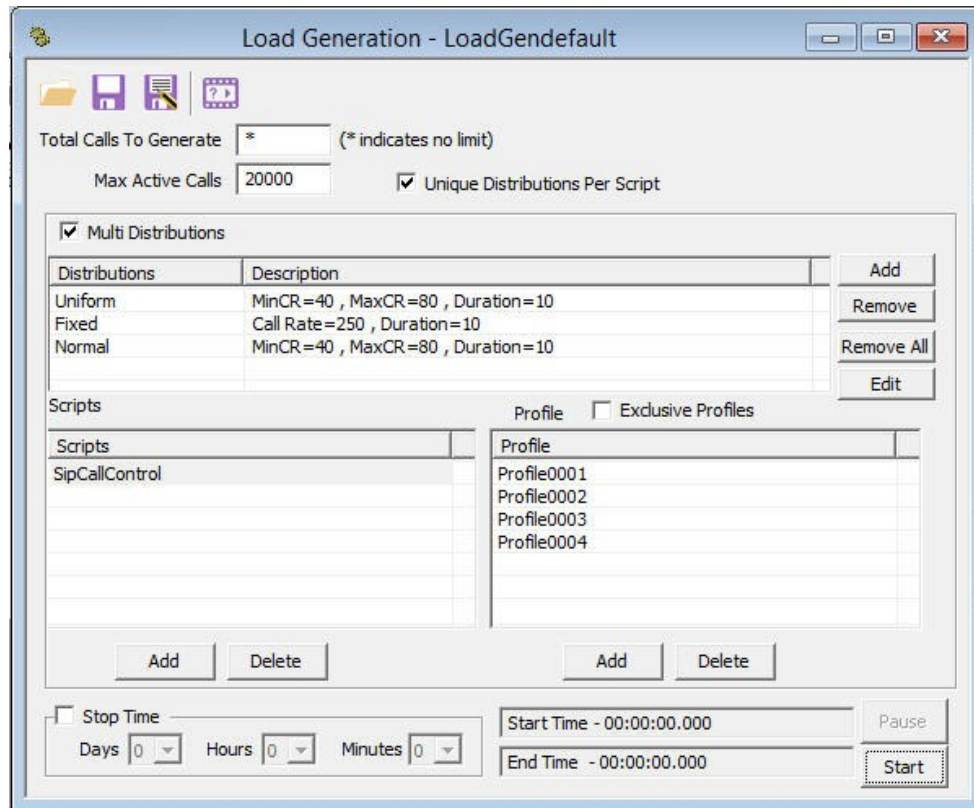 Load Generation - LoadGendefault
Total Calls To Generate * (* indicates no limit)
Max Active Calls 20000 Unique Distributions Per Script
Multi Distributions
Distributions Description
Uniform MinCR=40 , MaxCR=80 , Duration=10
Fixed Call Rate=250 , Duration=10
Normal MinCR=40 , MaxCR=80 , Duration=10
Add
Remove
Remove All
Edit
Scripts
Scripts
SipCallControl
Add Delete
Profile Exclusive Profiles
Profile
Profile0001
Profile0002
Profile0003
Profile0004
Add Delete
Stop Time
Days 0 Hours 0 Minutes 0
Start Time - 00:00:00.000
End Time - 00:00:00.000
Pause
Start